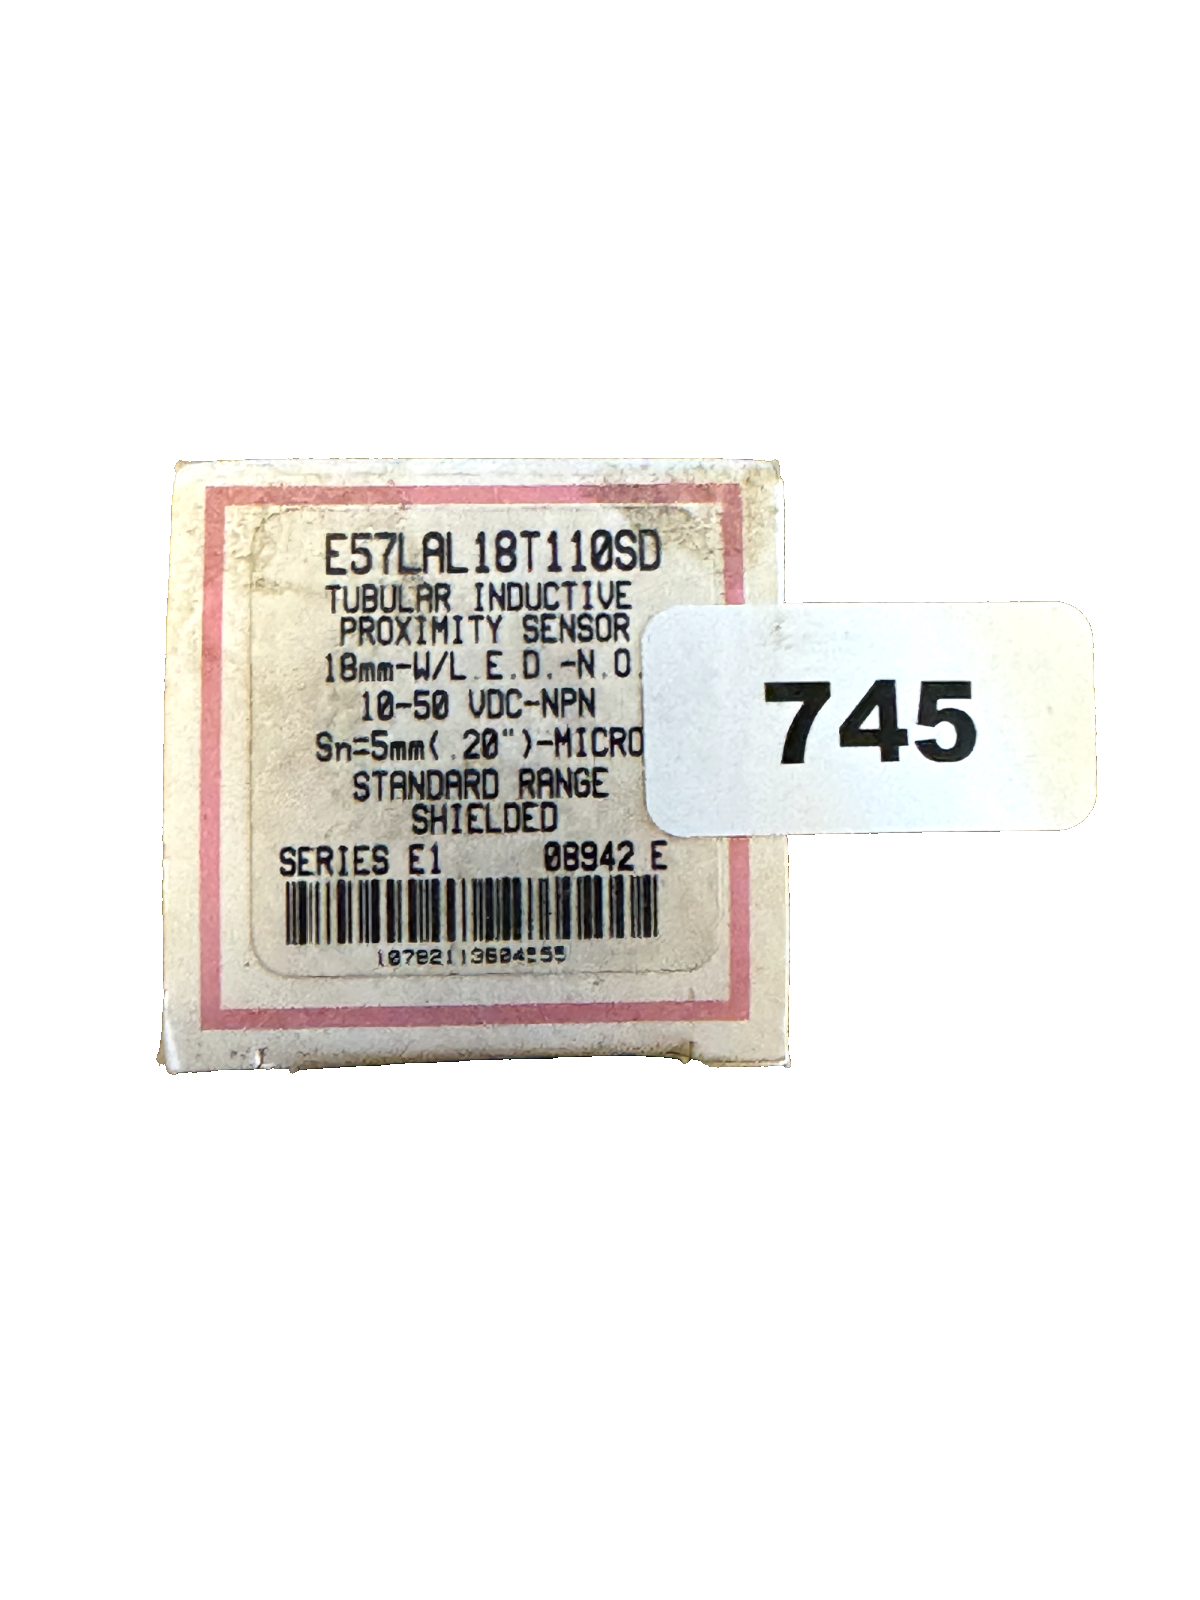 E57LAL18T110SD
TUBULAR INDUCTIVE
PROXIMITY SENSOR
18mm-W/L.E.D.-N.O.
10-50 VDC-NPN
Sn=5mm(.20")-MICRO
STANDARD RANGE
SHIELDED
SERIES E1 08942 E
745